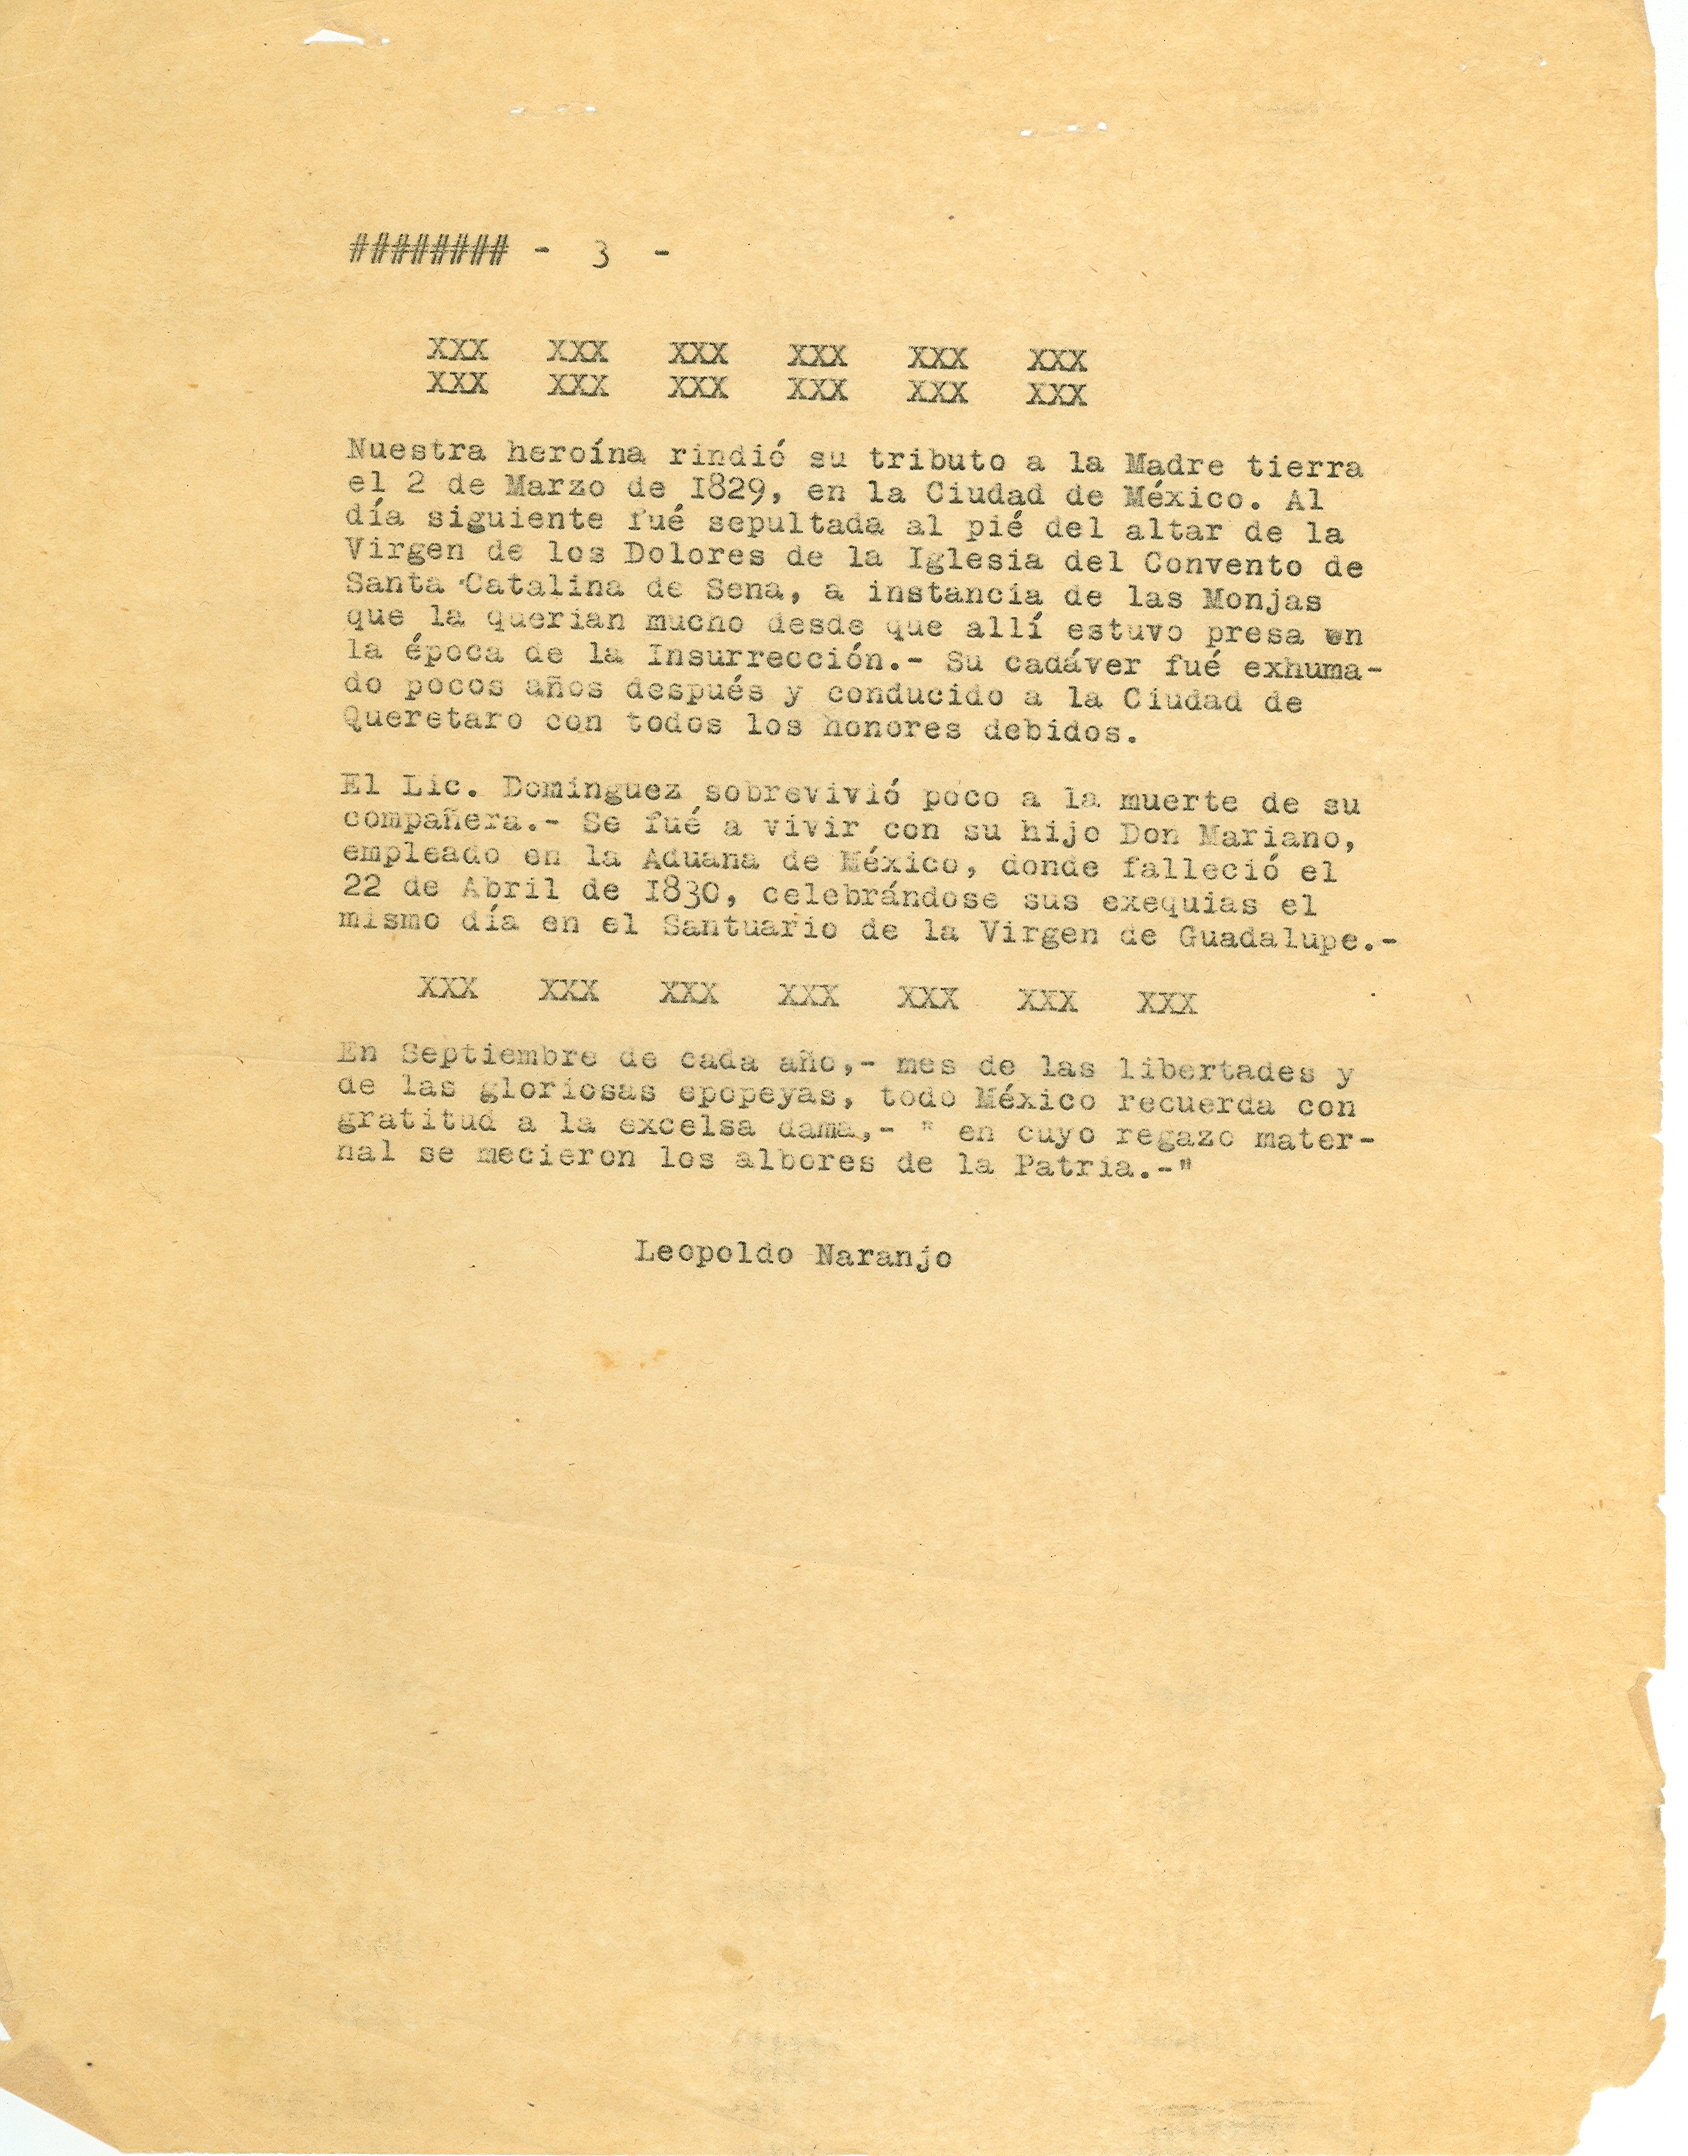 ######## - 3 -
XXX XXX XXX XXX XXX XXX
XXX XXX XXX XXX XXX XXX
Nuestra heroína rindió su tributo a la Madre tierra
el 2 de Marzo de 1829, en la Ciudad de México. Al
día siguiente fué sepultada al pié del altar de la
Virgen de los Dolores de la Iglesia del Convento de
Santa Catalina de Sena, a instancia de las Monjas
que la querian mucho desde que allí estuvo presa en
la época de la Insurrección.- Su cadáver fué exhuma-
do pocos años después y conducido a la Ciudad de
Queretaro con todos los honores debidos.
El Lic. Dominguez sobrevivió poco a la muerte de su
compañera.- Se fué a vivir con su hijo Don Mariano,
empleado en la Aduana de México, donde falleció el
22 de Abril de 1830, celebrándose sus exequias el
mismo día en el Santuario de la Virgen de Guadalupe.-
XXX XXX XXX XXX XXX XXX XXX
En Septiembre de cada año,- mes de las libertades y
de las gloriosas epopeyas, todo México recuerda con
gratitud a la excelsa dama,- " en cuyo regazo mater-
nal se mecieron los albores de la Patria.-"
Leopoldo Naranjo